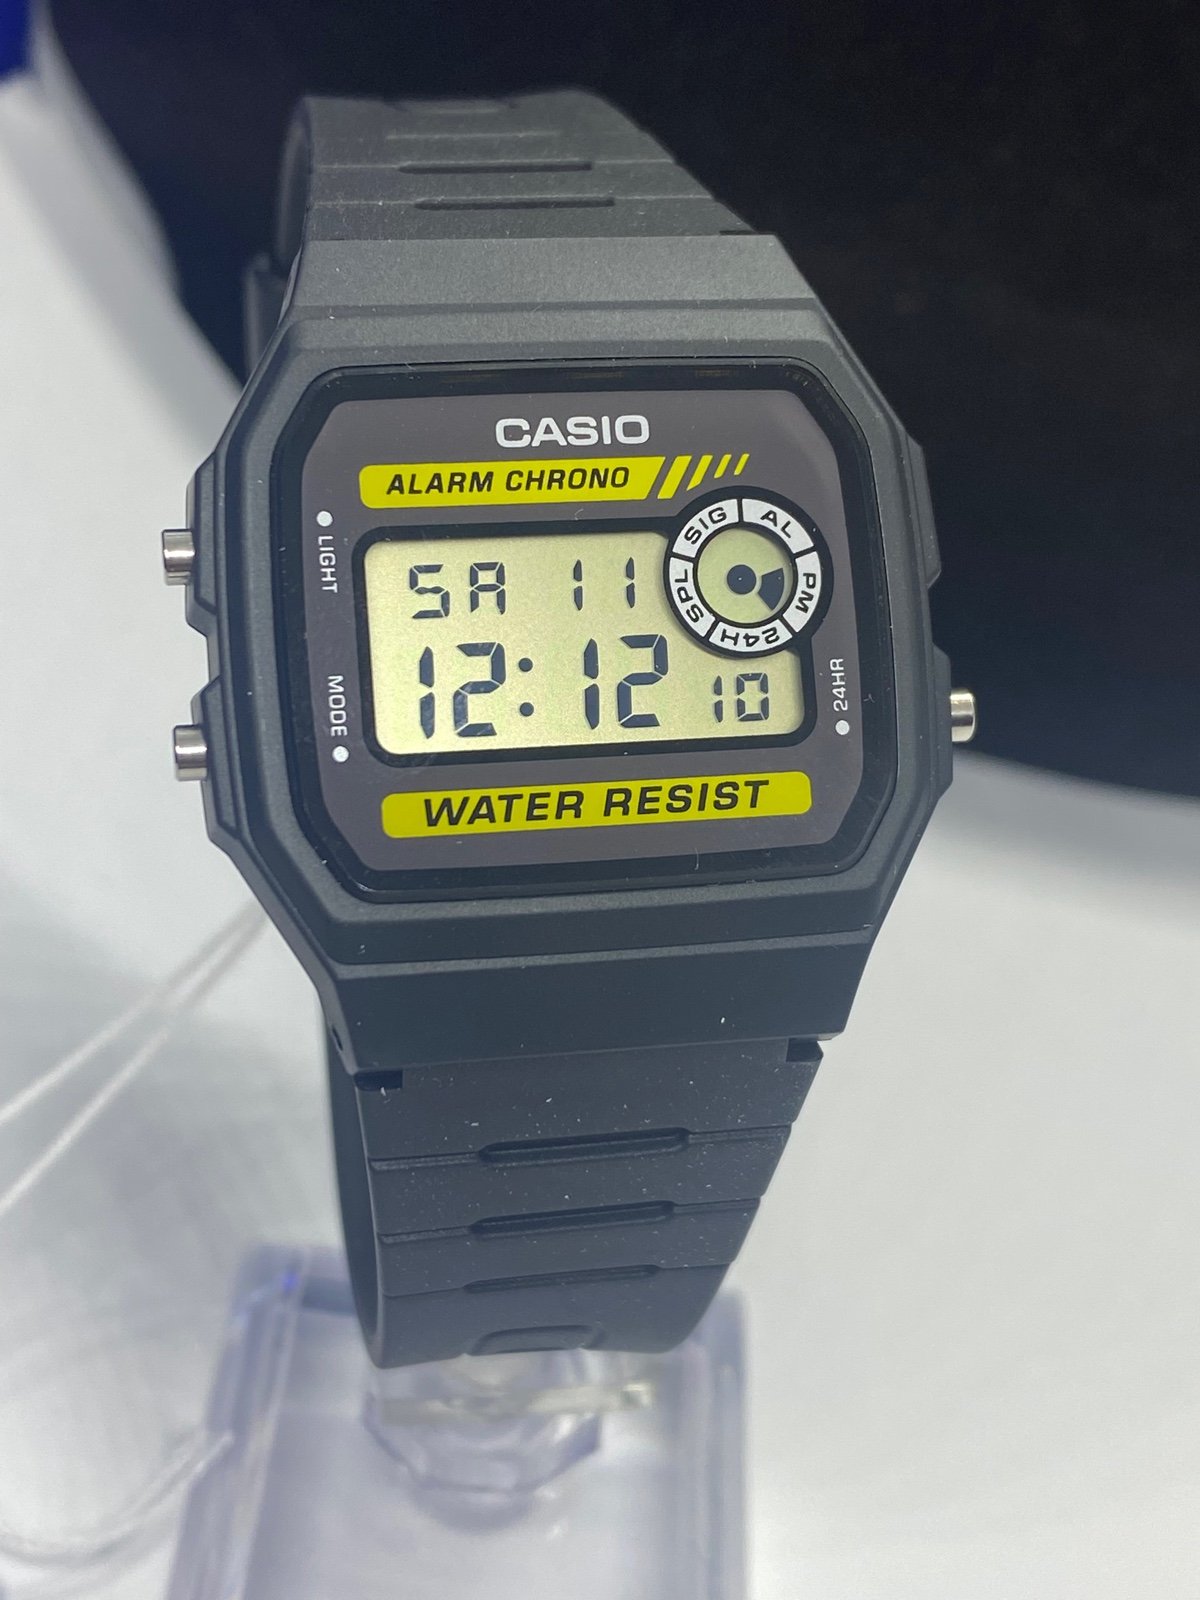 CASIO
ALARM CHRONO
LIGHT
SIG AL PM 24H SPL
SA 11
12:12 10
MODE
24HR
WATER RESIST